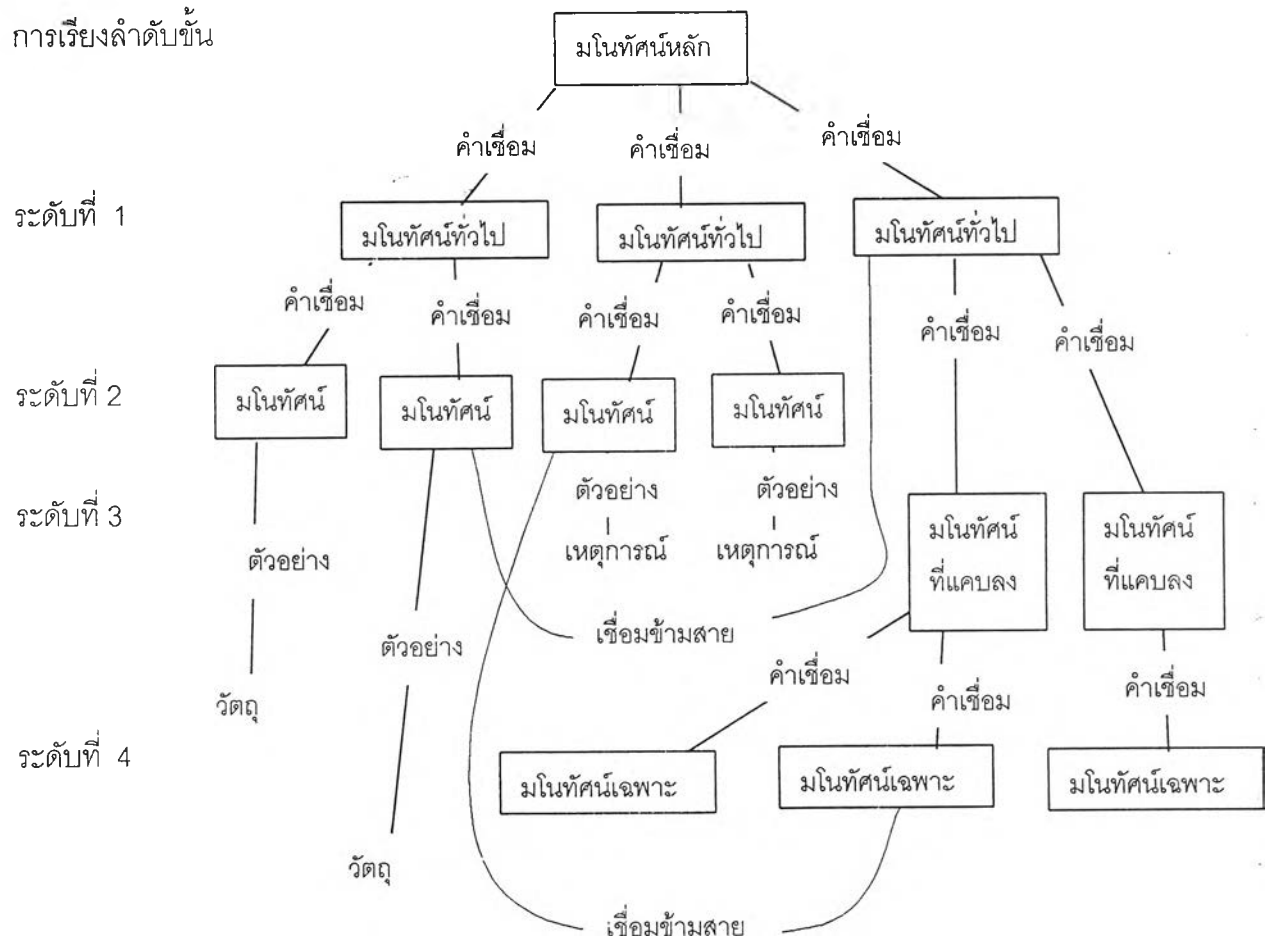 การเรียงลำดับขั้น
มโนทัศน์หลัก
คำเชื่อม คำเชื่อม คำเชื่อม
ระดับที่ 1
มโนทัศน์ทั่วไป มโนทัศน์ทั่วไป มโนทัศน์ทั่วไป
คำเชื่อม คำเชื่อม คำเชื่อม คำเชื่อม คำเชื่อม คำเชื่อม
ระดับที่ 2
มโนทัศน์ มโนทัศน์ มโนทัศน์ มโนทัศน์
ตัวอย่าง ตัวอย่าง
ระดับที่ 3
มโนทัศน์ มโนทัศน์
ที่แคบลง ที่แคบลง
เหตุการณ์ เหตุการณ์
ตัวอย่าง
เชื่อมข้ามสาย
ตัวอย่าง
คำเชื่อม คำเชื่อม คำเชื่อม
วัตถุ
ระดับที่ 4
มโนทัศน์เฉพาะ มโนทัศน์เฉพาะ มโนทัศน์เฉพาะ
วัตถุ
เชื่อมข้ามสาย